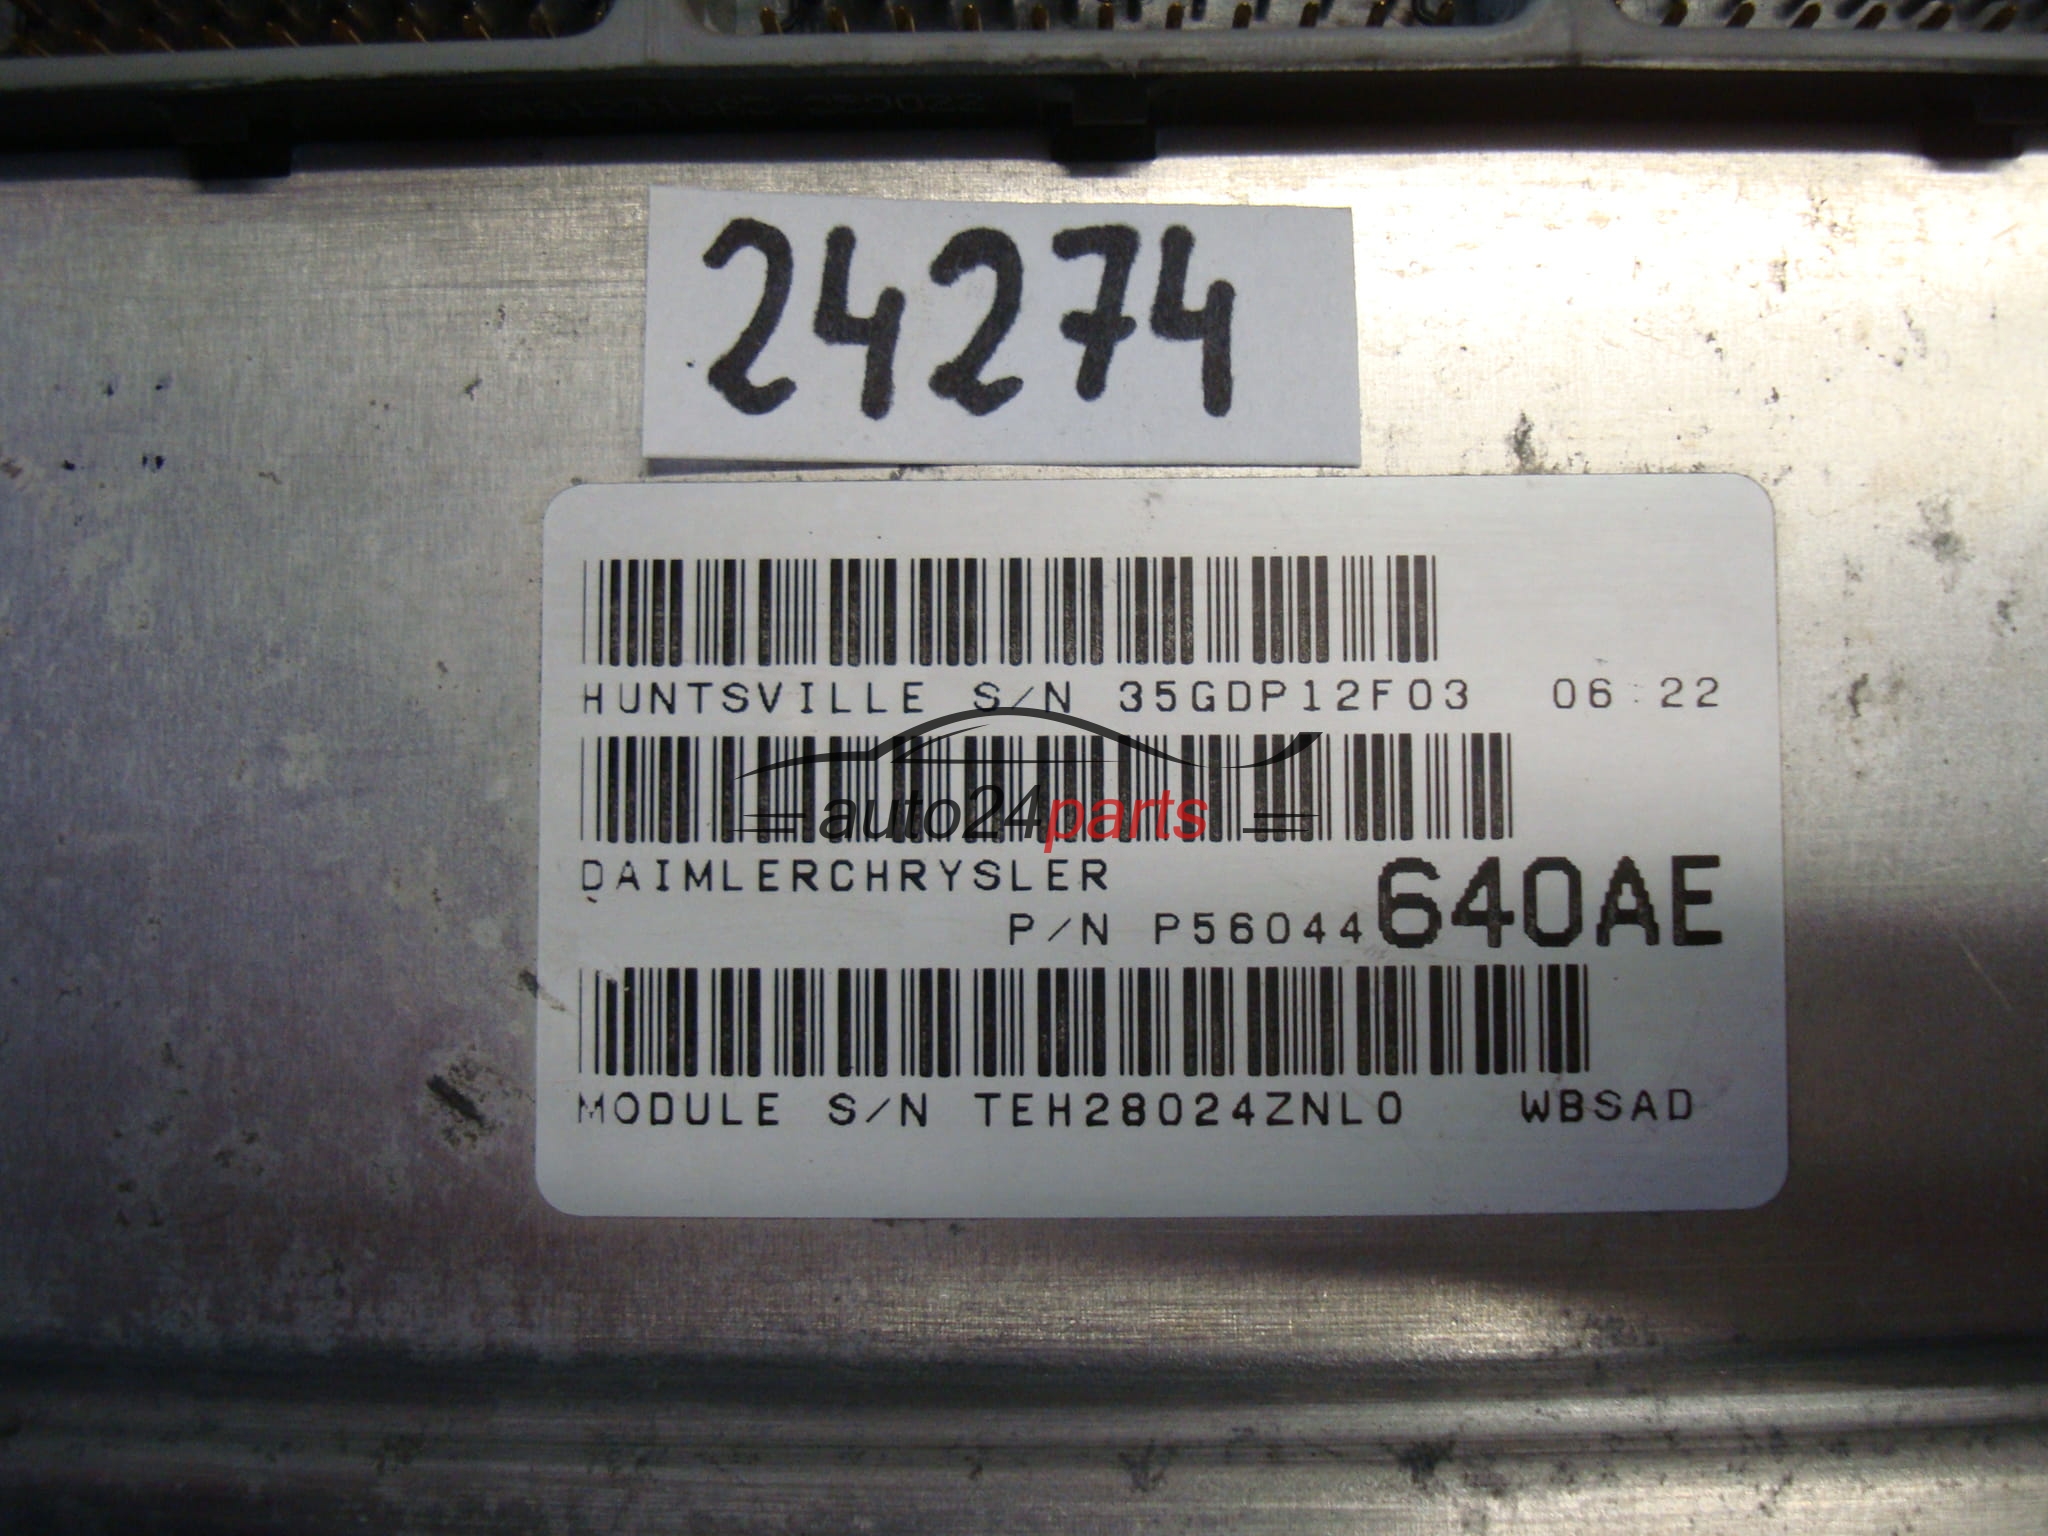 24274
HUNTSVILLE S/N 35GDP12F03 06:22
auto24parts
DAIMLERCHRYSLER
P/N P56044640AE
MODULE S/N TEH28024ZNL0 WBSAD